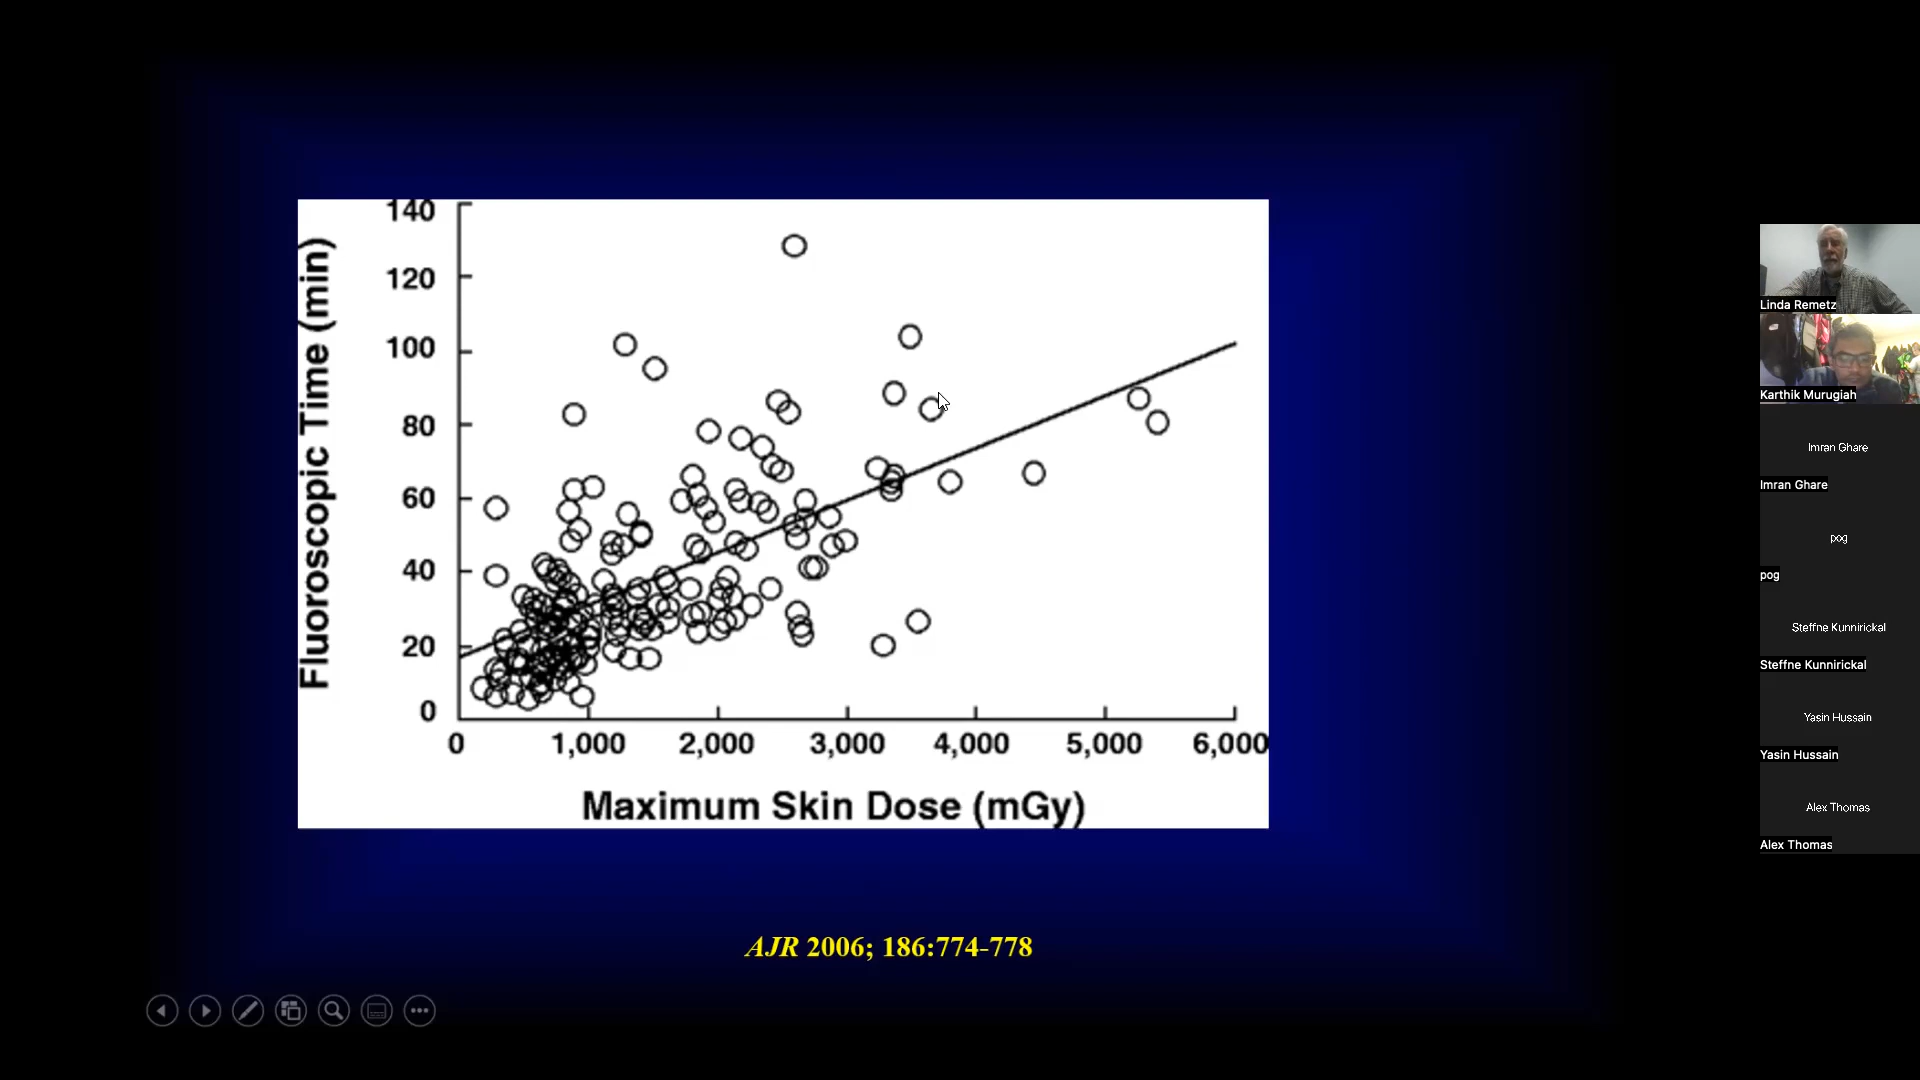 Fluoroscopic Time (min)
140
120
100
80
60
40
20
0
0 1,000 2,000 3,000 4,000 5,000 6,000
Maximum Skin Dose (mGy)
AJR 2006; 186:774-778
Linda Remetz
Karthik Murugiah
Imran Ghare
Imran Ghare
pog
pog
Steffne Kunnirickal
Steffne Kunnirickal
Yasin Hussain
Yasin Hussain
Alex Thomas
Alex Thomas